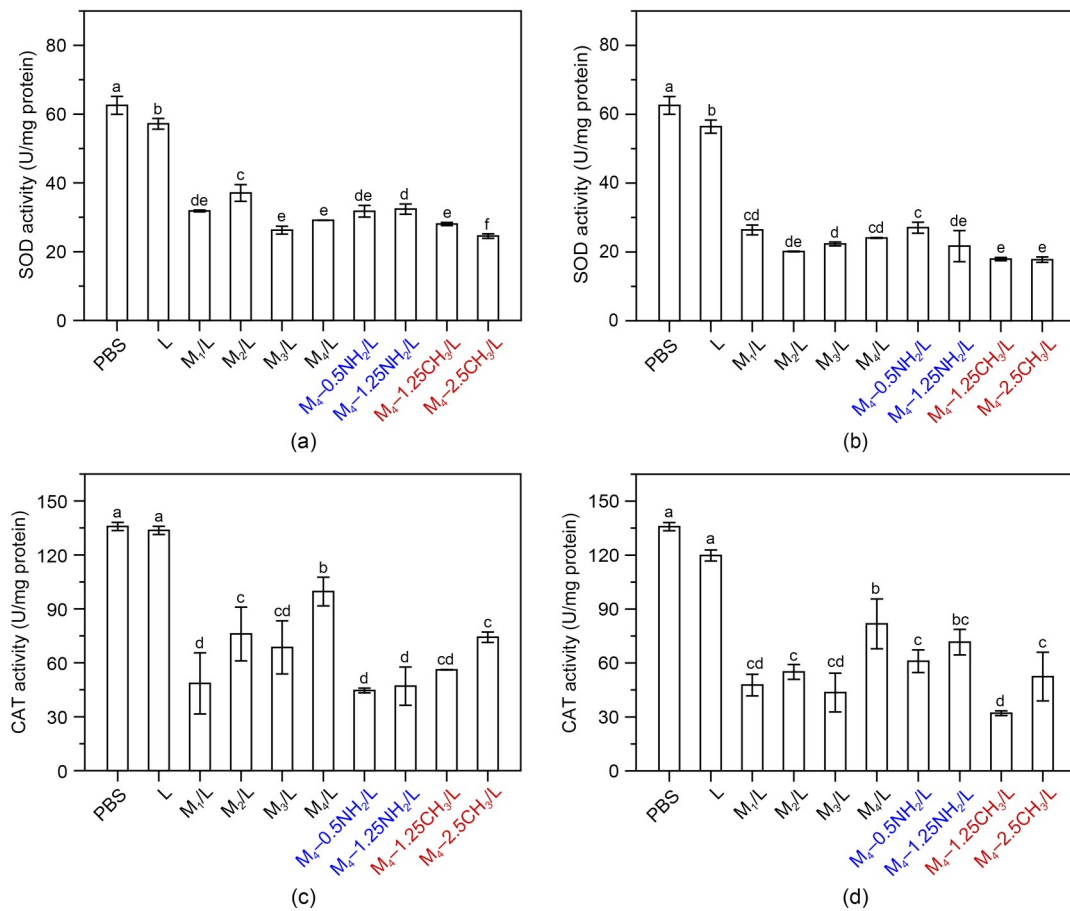 SOD activity (U/mg protein)
80
60
40
20
0
a
b
de
c
e
e
de
d
e
f
PBS
L
M₁/L
M₂/L
M₃/L
M₄/L
M₄–0.5NH₂/L
M₄–1.25NH₂/L
M₄–1.25CH₃/L
M₄–2.5CH₃/L
(a)
SOD activity (U/mg protein)
80
60
40
20
0
a
b
cd
de
d
cd
c
de
e
e
PBS
L
M₁/L
M₂/L
M₃/L
M₄/L
M₄–0.5NH₂/L
M₄–1.25NH₂/L
M₄–1.25CH₃/L
M₄–2.5CH₃/L
(b)
CAT activity (U/mg protein)
150
120
90
60
30
0
a
a
d
c
cd
b
d
d
cd
c
PBS
L
M₁/L
M₂/L
M₃/L
M₄/L
M₄–0.5NH₂/L
M₄–1.25NH₂/L
M₄–1.25CH₃/L
M₄–2.5CH₃/L
(c)
CAT activity (U/mg protein)
150
120
90
60
30
0
a
a
cd
c
cd
b
c
bc
d
c
PBS
L
M₁/L
M₂/L
M₃/L
M₄/L
M₄–0.5NH₂/L
M₄–1.25NH₂/L
M₄–1.25CH₃/L
M₄–2.5CH₃/L
(d)